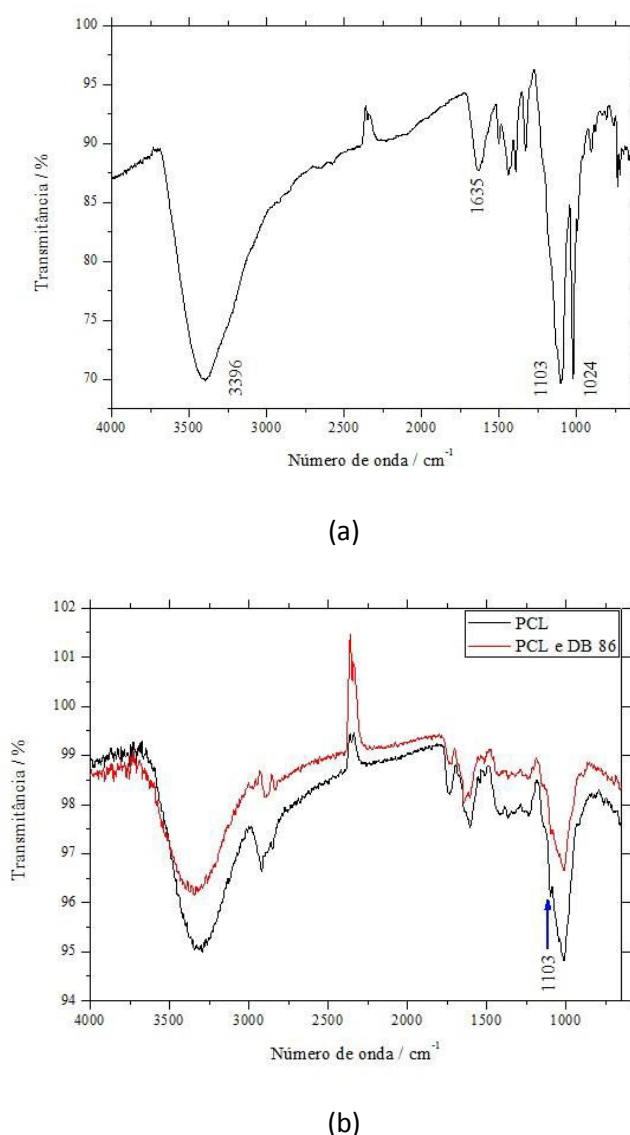 100
95
90
85
80
75
70
Transmitância / %
4000 3500 3000 2500 2000 1500 1000
Número de onda / cm⁻¹
3396
1635
1103
1024
(a)
102
101
100
99
98
97
96
95
94
Transmitância / %
PCL
PCL e DB 86
1103
4000 3500 3000 2500 2000 1500 1000
Número de onda / cm⁻¹
(b)